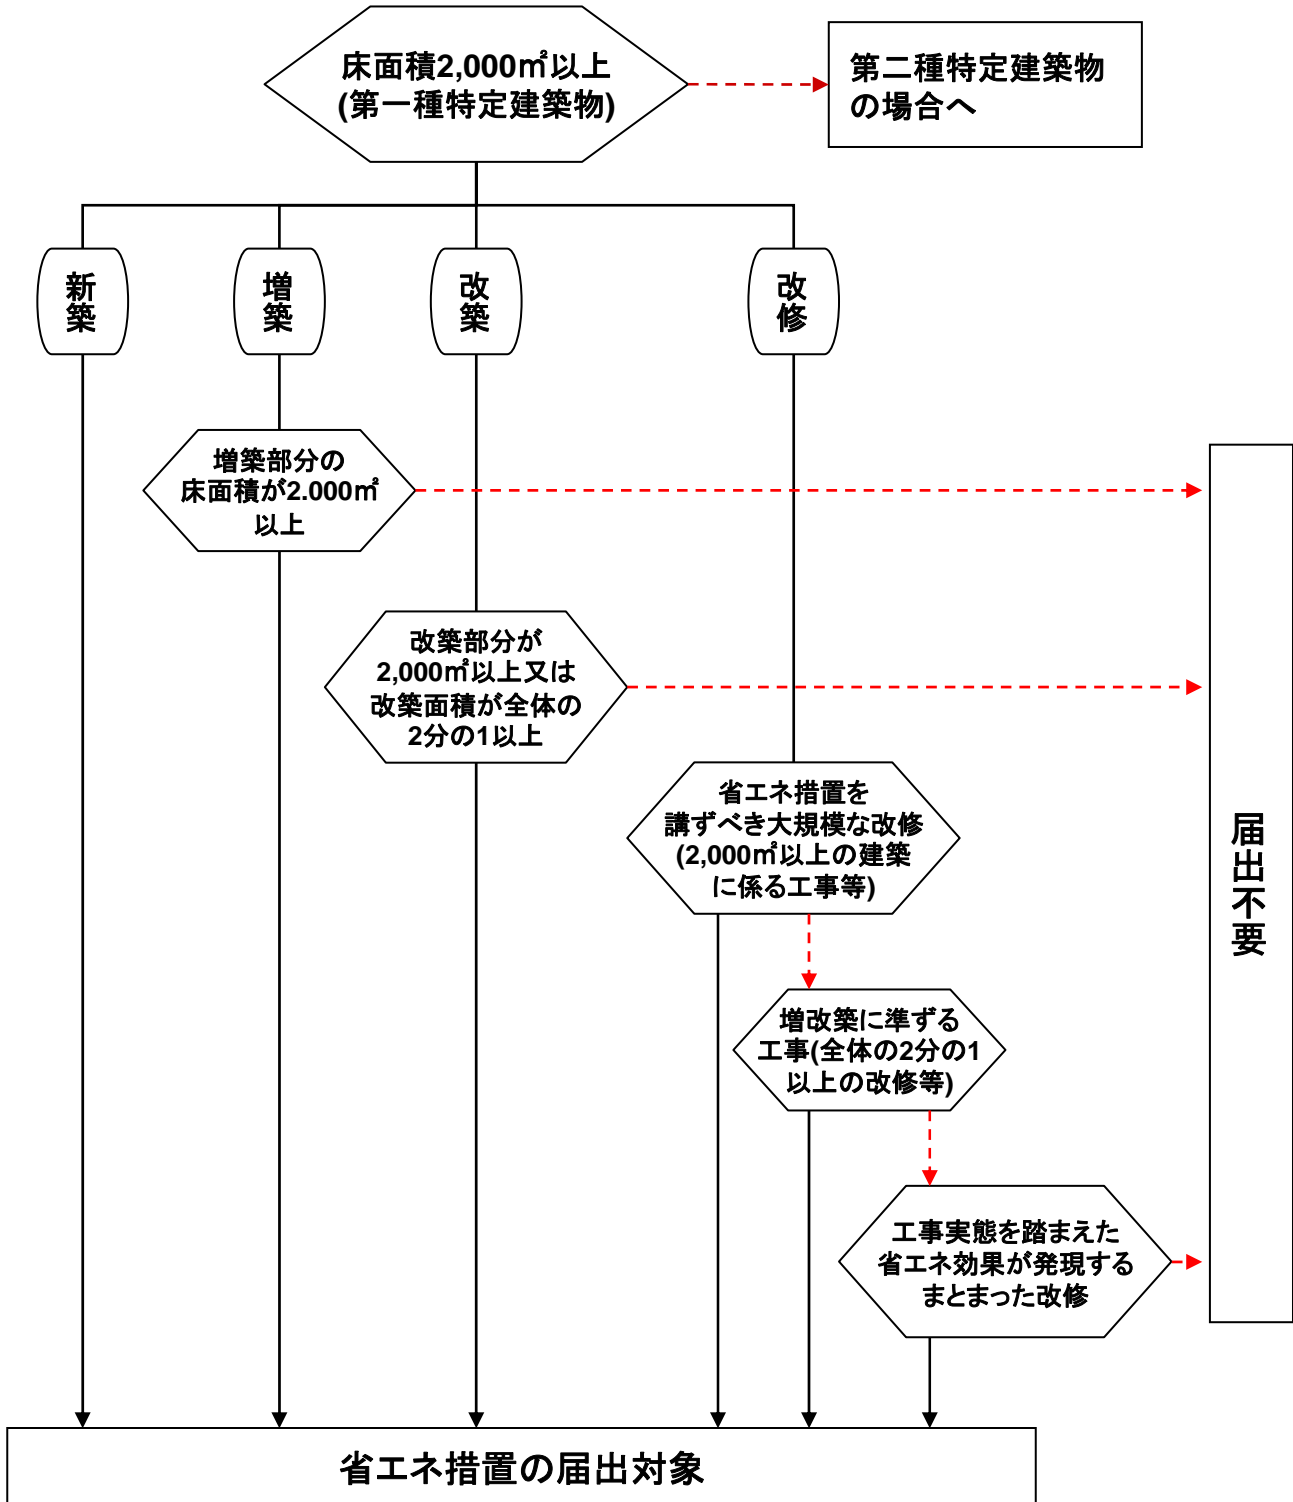 床面積2,000㎡以上
(第一種特定建築物)
第二種特定建築物
の場合へ
新
築
増
築
改
築
改
修
増築部分の
床面積が2.000㎡
以上
改築部分が
2,000㎡以上又は
改築面積が全体の
2分の1以上
省エネ措置を
講ずべき大規模な改修
(2,000㎡以上の建築
に係る工事等)
増改築に準ずる
工事(全体の2分の1
以上の改修等)
工事実態を踏まえた
省エネ効果が発現する
まとまった改修
届
出
不
要
省エネ措置の届出対象